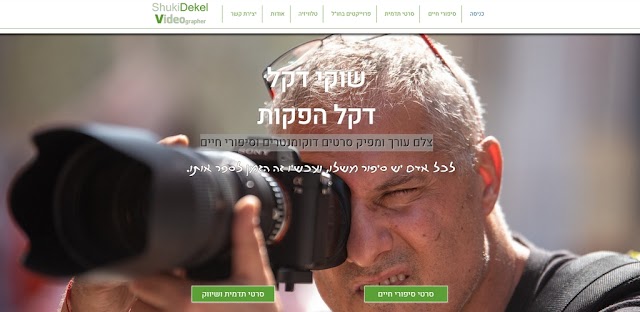 ShukiDekel
Videographer
כניסה
סיפורי חיים
סרטי תדמית
פרוייקטים בחו"ל
טלוויזיה
אודות
יצירת קשר
שוקי דקל
דקל הפקות
צלם עורך ומפיק סרטים דוקומנטרים וסיפורי חיים
לכל אדם יש סיפור משלו, ועכשיו זה הזמן לספר אותו.
סרטי סיפורי חיים
סרטי תדמית ושיווק